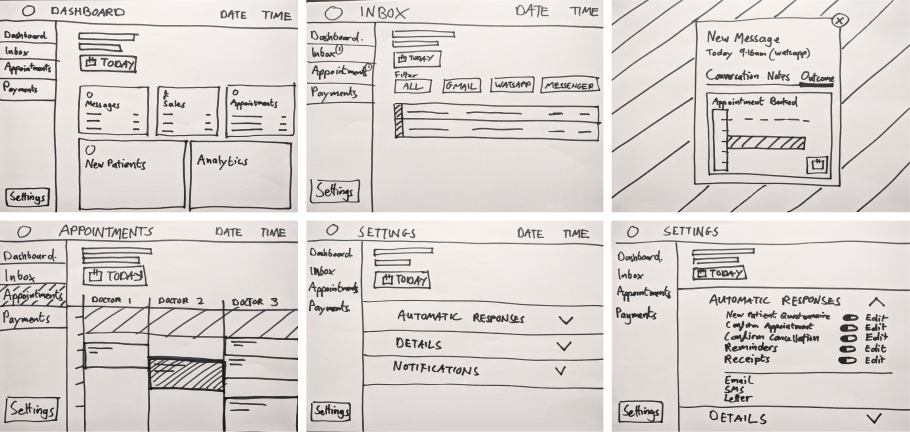 DASHBOARD
DATE TIME
Dashboard
Inbox
Appointments
Payments
Settings
TODAY
Messages
£
Sales
Appointments
New Patients
Analytics
INBOX
DATE TIME
Dashboard.
Inbox
Appointments
Payments
Settings
TODAY
Filter
ALL GMAIL WATSAPP MESSENGER
New Message
Today 9:16am (watsapp)
Conversation Notes Outcome
Appointment Booked
APPOINTMENTS
DATE TIME
Dashboard.
Inbox
Appointments
Payments
Settings
TODAY
DOCTOR 1 DOCTOR 2 DOCTOR 3
SETTINGS
DATE TIME
Dashboard
Inbox
Appointments
Payments
Settings
TODAY
AUTOMATIC RESPONSES
DETAILS
NOTIFICATIONS
SETTINGS
DATE TIME
Dashboard.
Inbox
Appointments
Payments
Settings
TODAY
AUTOMATIC RESPONSES
New Patient Questionnaire Edit
Confirm Appointment Edit
Confirm Cancellation Edit
Reminders Edit
Receipts Edit
Email
SMS
Letter
DETAILS